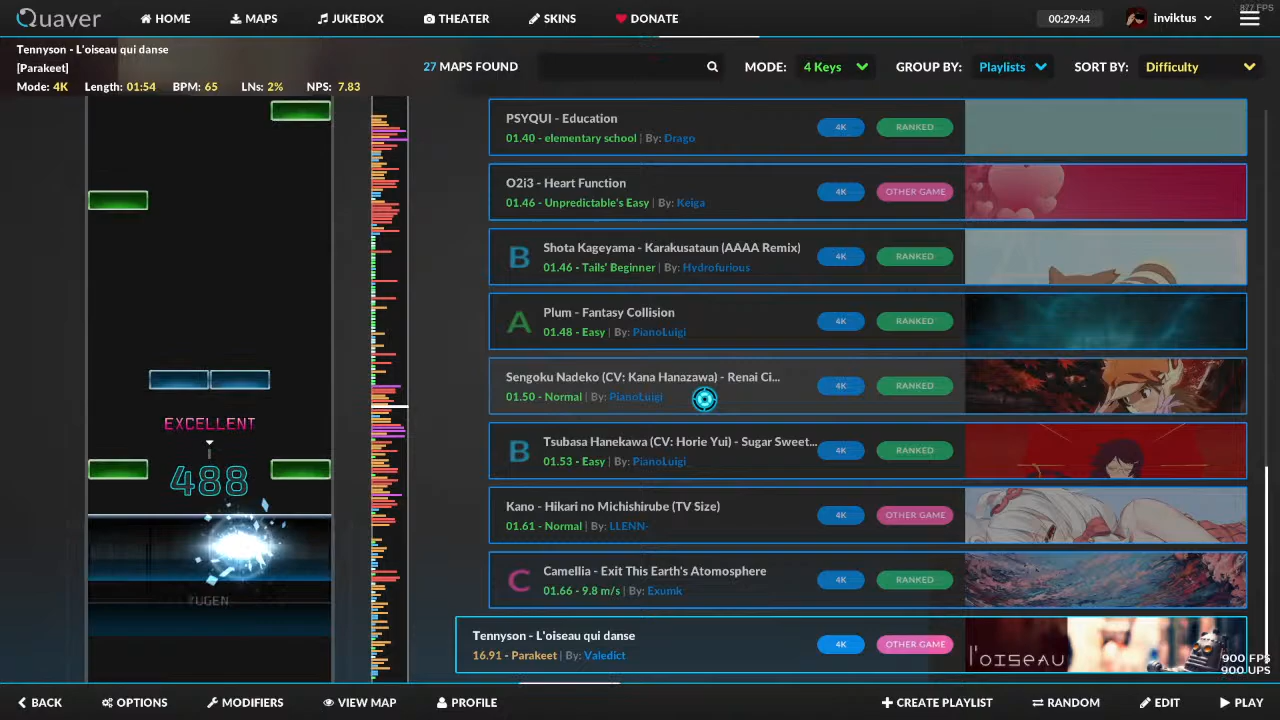 877 FPS
Quaver HOME MAPS JUKEBOX THEATER SKINS DONATE 00:29:44 inviktus
Tennyson - L'oiseau qui danse
[Parakeet]
Mode: 4K Length: 01:54 BPM: 65 LNs: 2% NPS: 7.83
27 MAPS FOUND MODE: 4 Keys GROUP BY: Playlists SORT BY: Difficulty
PSYQUI - Education
01.40 - elementary school | By: Drago
4K RANKED
O2i3 - Heart Function
01.46 - Unpredictable's Easy | By: Keiga
4K OTHER GAME
B
Shota Kageyama - Karakusataun (AAAA Remix)
01.46 - Tails' Beginner | By: Hydrofurious
4K RANKED
A
Plum - Fantasy Collision
01.48 - Easy | By: PianoLuigi
4K RANKED
Sengoku Nadeko (CV: Kana Hanazawa) - Renai Ci...
01.50 - Normal | By: PianoLuigi
4K RANKED
B
Tsubasa Hanekawa (CV: Horie Yui) - Sugar Sweet...
01.53 - Easy | By: PianoLuigi
4K RANKED
Kano - Hikari no Michishirube (TV Size)
01.61 - Normal | By: LLENN-
4K OTHER GAME
C
Camellia - Exit This Earth's Atomosphere
01.66 - 9.8 m/s | By: Exumk
4K RANKED
Tennyson - L'oiseau qui danse
16.91 - Parakeet | By: Valedict
4K OTHER GAME
l'oiseau
EXCELLENT
488
YUGEN
900 FPS
900 UPS
BACK OPTIONS MODIFIERS VIEW MAP PROFILE CREATE PLAYLIST RANDOM EDIT PLAY